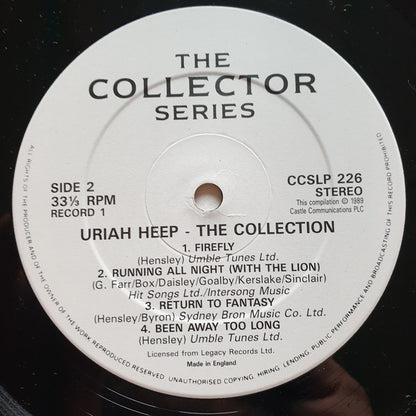 THE
COLLECTOR
SERIES
SIDE 2
33⅓ RPM
RECORD 1
CCSLP 226
STEREO
This compilation ℗ 1989
Castle Communications PLC
URIAH HEEP - THE COLLECTION
1. FIREFLY
(Hensley) Umble Tunes Ltd.
2. RUNNING ALL NIGHT (WITH THE LION)
(G. Farr/Box/Daisley/Goalby/Kerslake/Sinclair)
Hit Songs Ltd./Intersong Music
3. RETURN TO FANTASY
(Hensley/Byron) Sydney Bron Music Co. Ltd.
4. BEEN AWAY TOO LONG
(Hensley) Umble Tunes Ltd.
Licensed from Legacy Records Ltd.
Made in England
ALL RIGHTS OF THE PRODUCER AND OF THE OWNER OF THE WORK REPRODUCED RESERVED. UNAUTHORISED COPYING, HIRING, LENDING, PUBLIC PERFORMANCE AND BROADCASTING OF THIS RECORD PROHIBITED